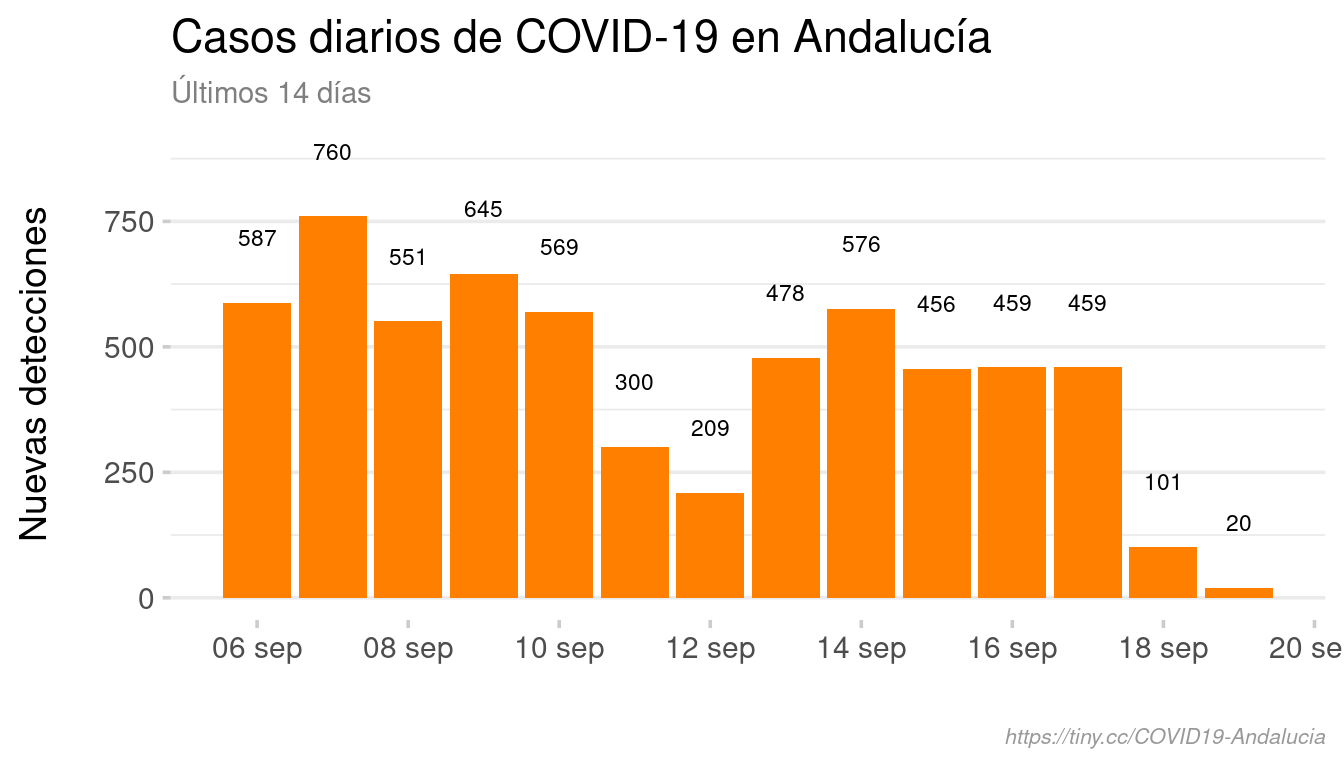 Casos diarios de COVID-19 en Andalucía
Últimos 14 días
Nuevas detecciones
750
500
250
0
587
760
551
645
569
300
209
478
576
456
459
459
101
20
06 sep
08 sep
10 sep
12 sep
14 sep
16 sep
18 sep
20 se
https://tiny.cc/COVID19-Andalucia